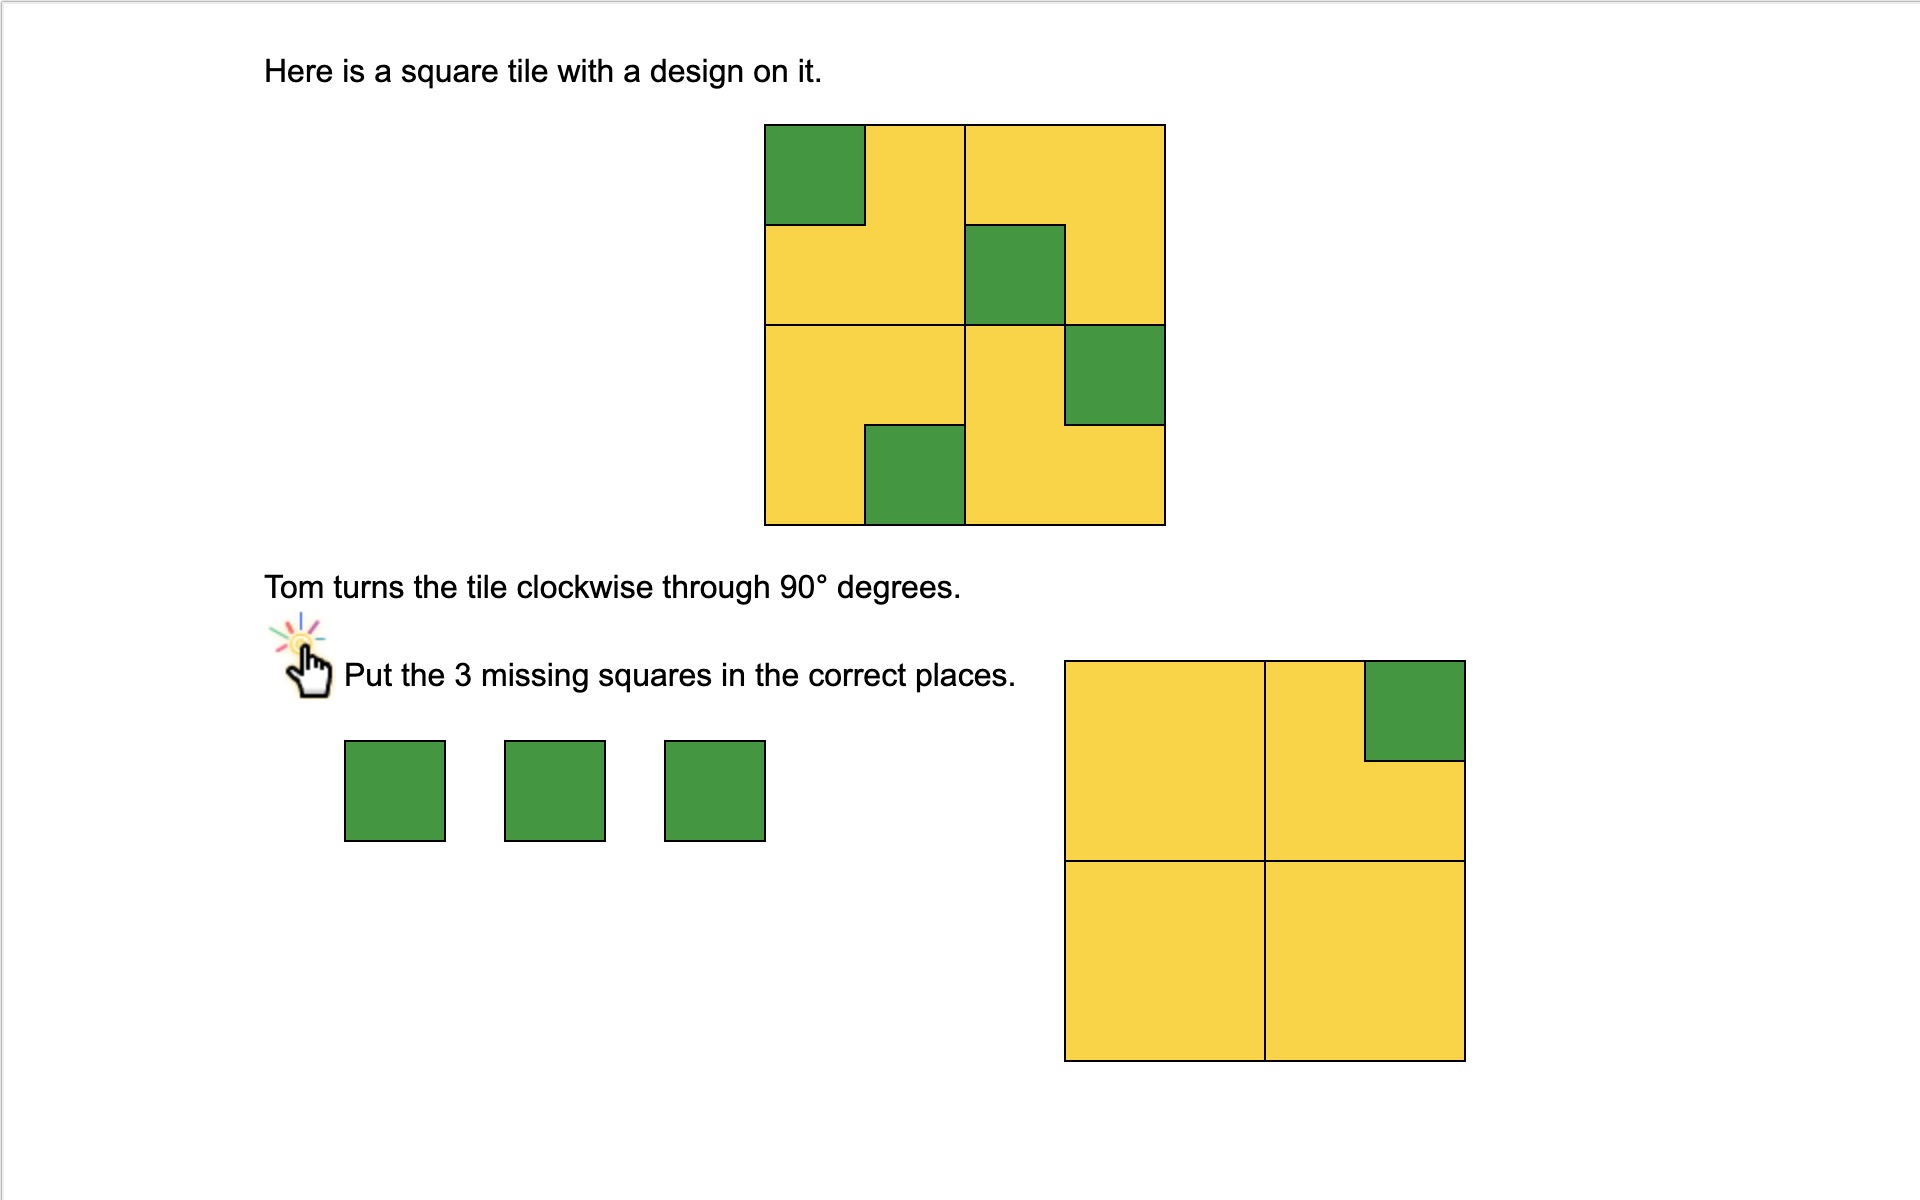 Here is a square tile with a design on it.
Tom turns the tile clockwise through 90° degrees.
Put the 3 missing squares in the correct places.